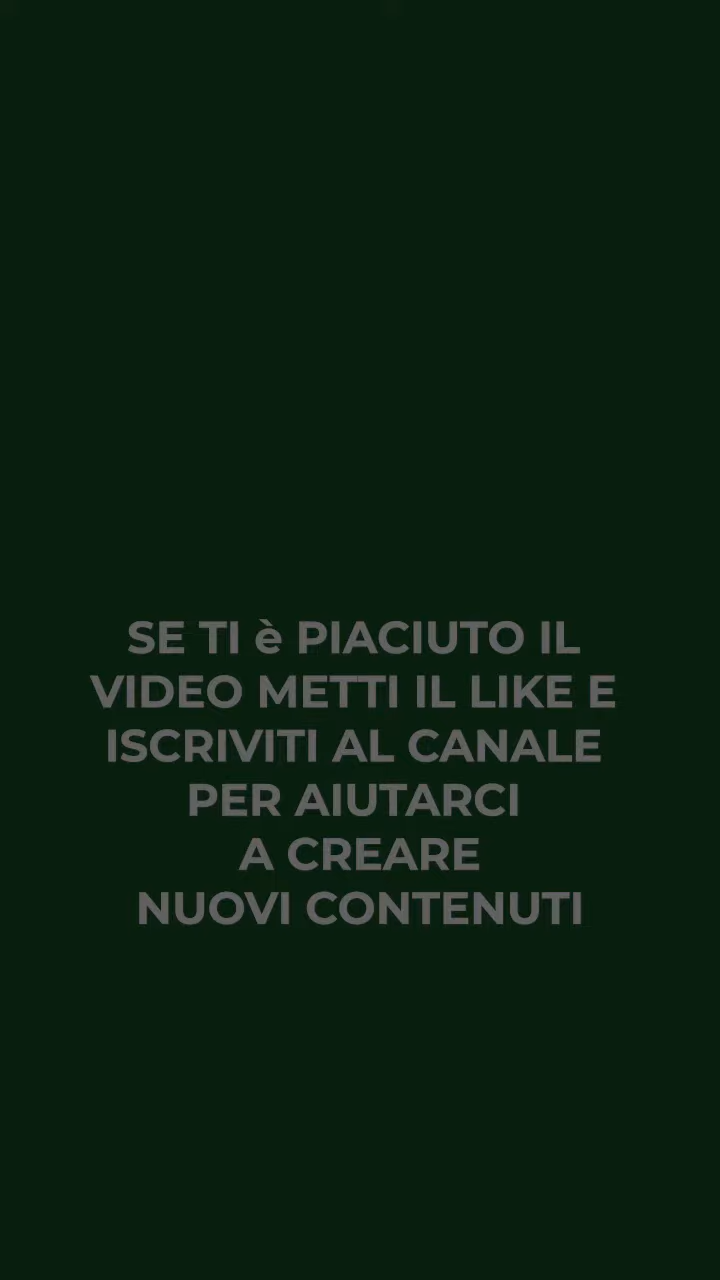 SE TI è PIACIUTO IL
VIDEO METTI IL LIKE E
ISCRIVITI AL CANALE
PER AIUTARCI
A CREARE
NUOVI CONTENUTI